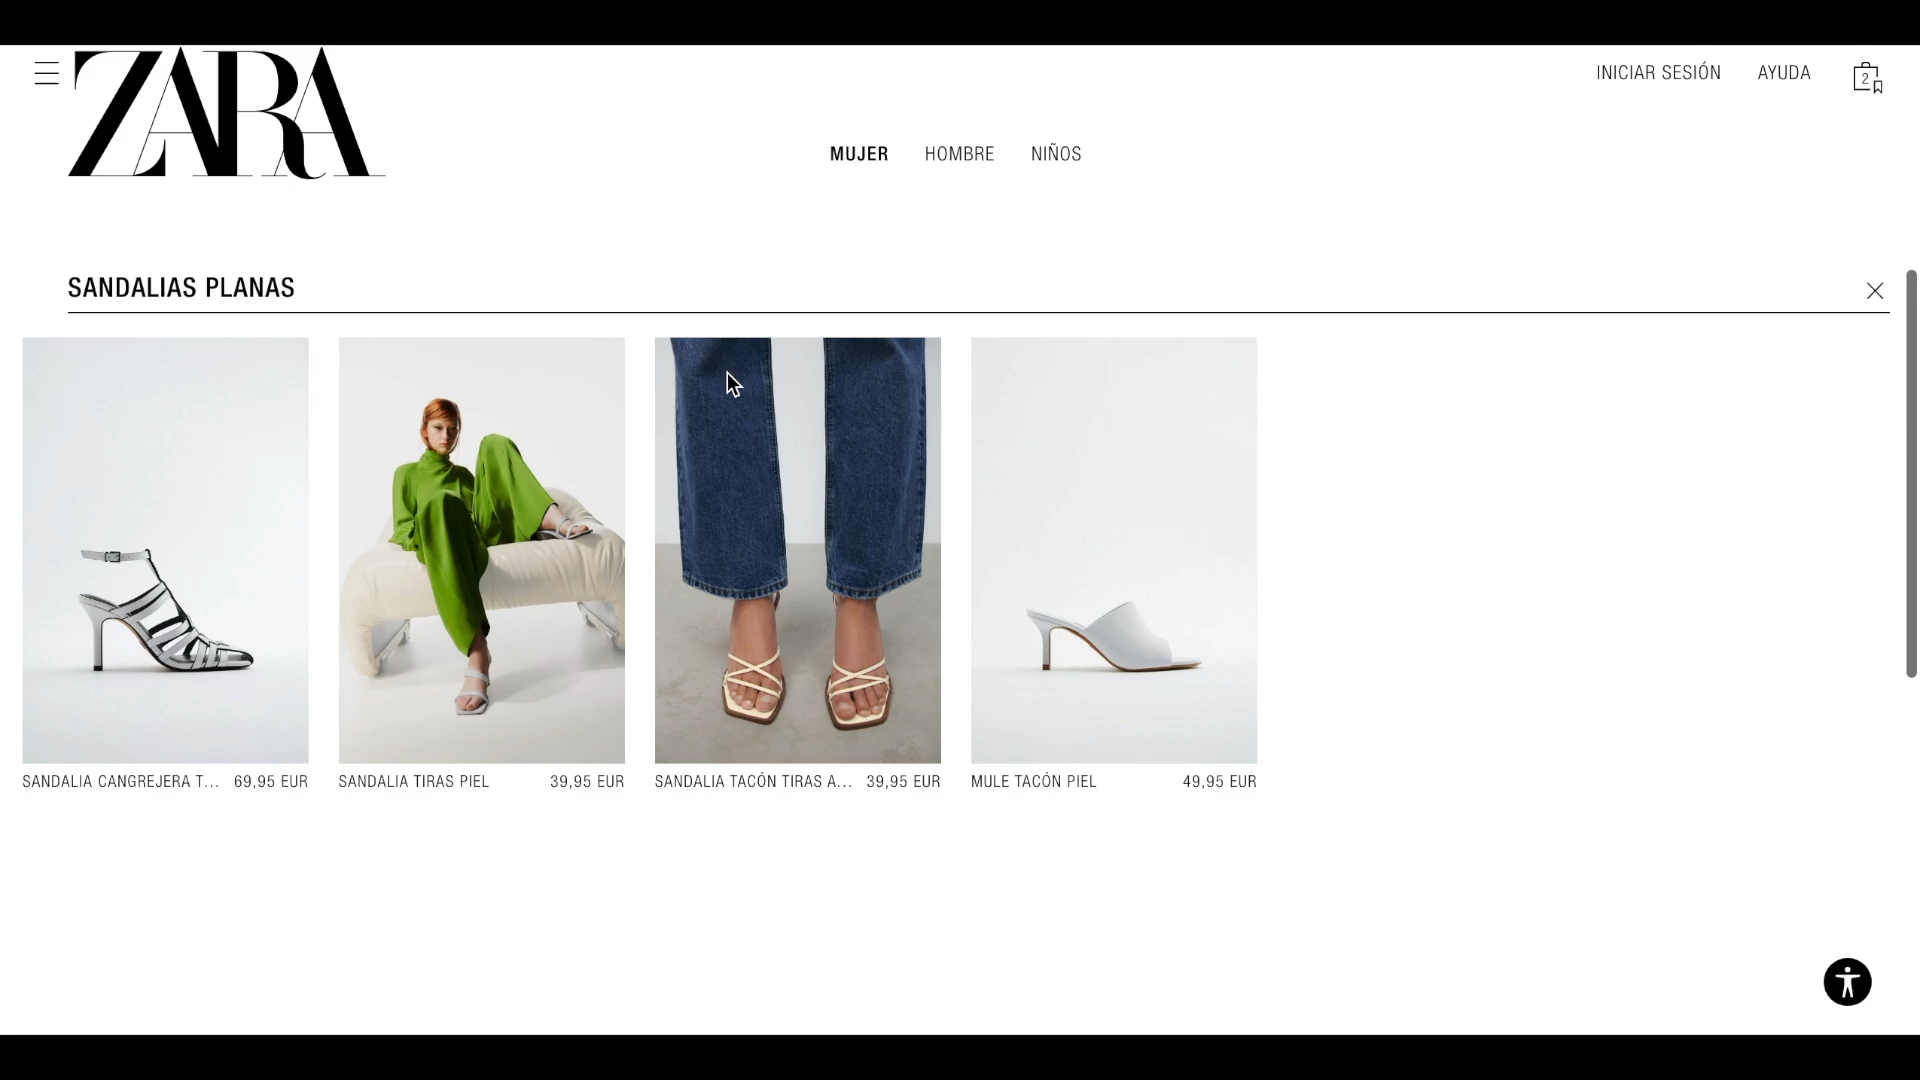 ZARA
INICIAR SESIÓN
AYUDA
2
MUJER
HOMBRE
NIÑOS
SANDALIAS PLANAS
SANDALIA CANGREJERA T... 69,95 EUR
SANDALIA TIRAS PIEL 39,95 EUR
SANDALIA TACÓN TIRAS A... 39,95 EUR
MULE TACÓN PIEL 49,95 EUR